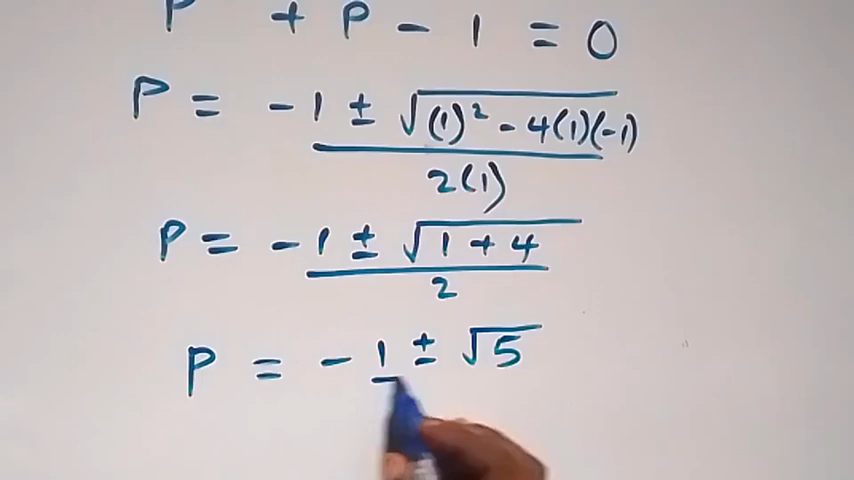 P + P - 1 = 0
P = -1 ± √(1)² - 4(1)(-1)
2(1)
P = -1 ± √1 + 4
2
P = -1 ± √5